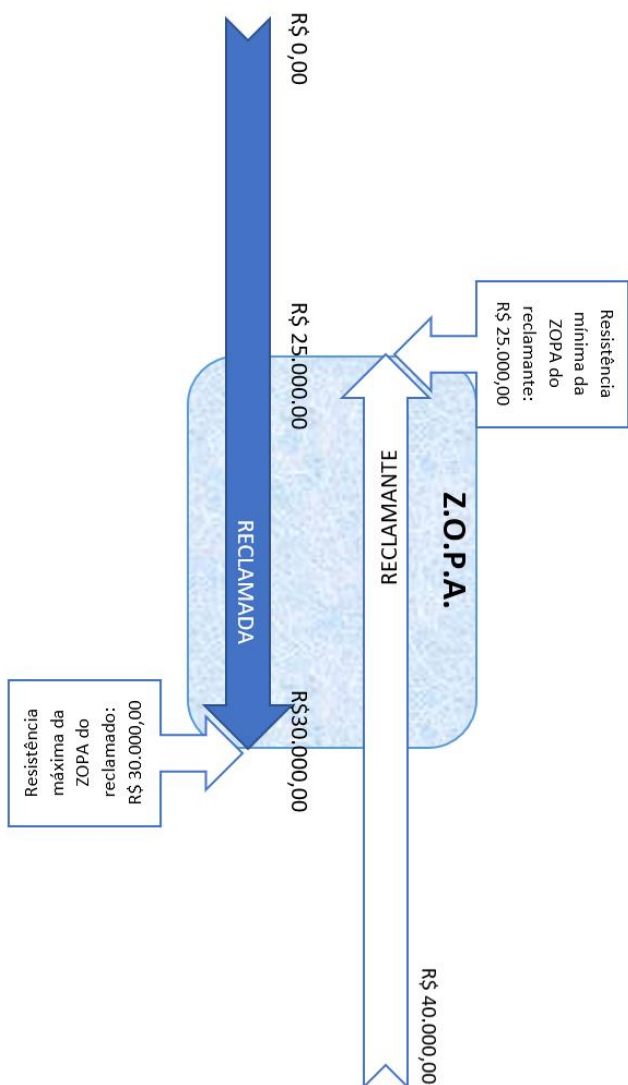 Resistência
mínima da
ZOPA do
reclamante:
R$ 25.000,00
Z.O.P.A.
RECLAMANTE
R$ 40.000,00
R$ 0,00
R$ 25.000.00
R$30.000,00
RECLAMADA
Resistência
máxima da
ZOPA do
reclamado:
R$ 30.000,00